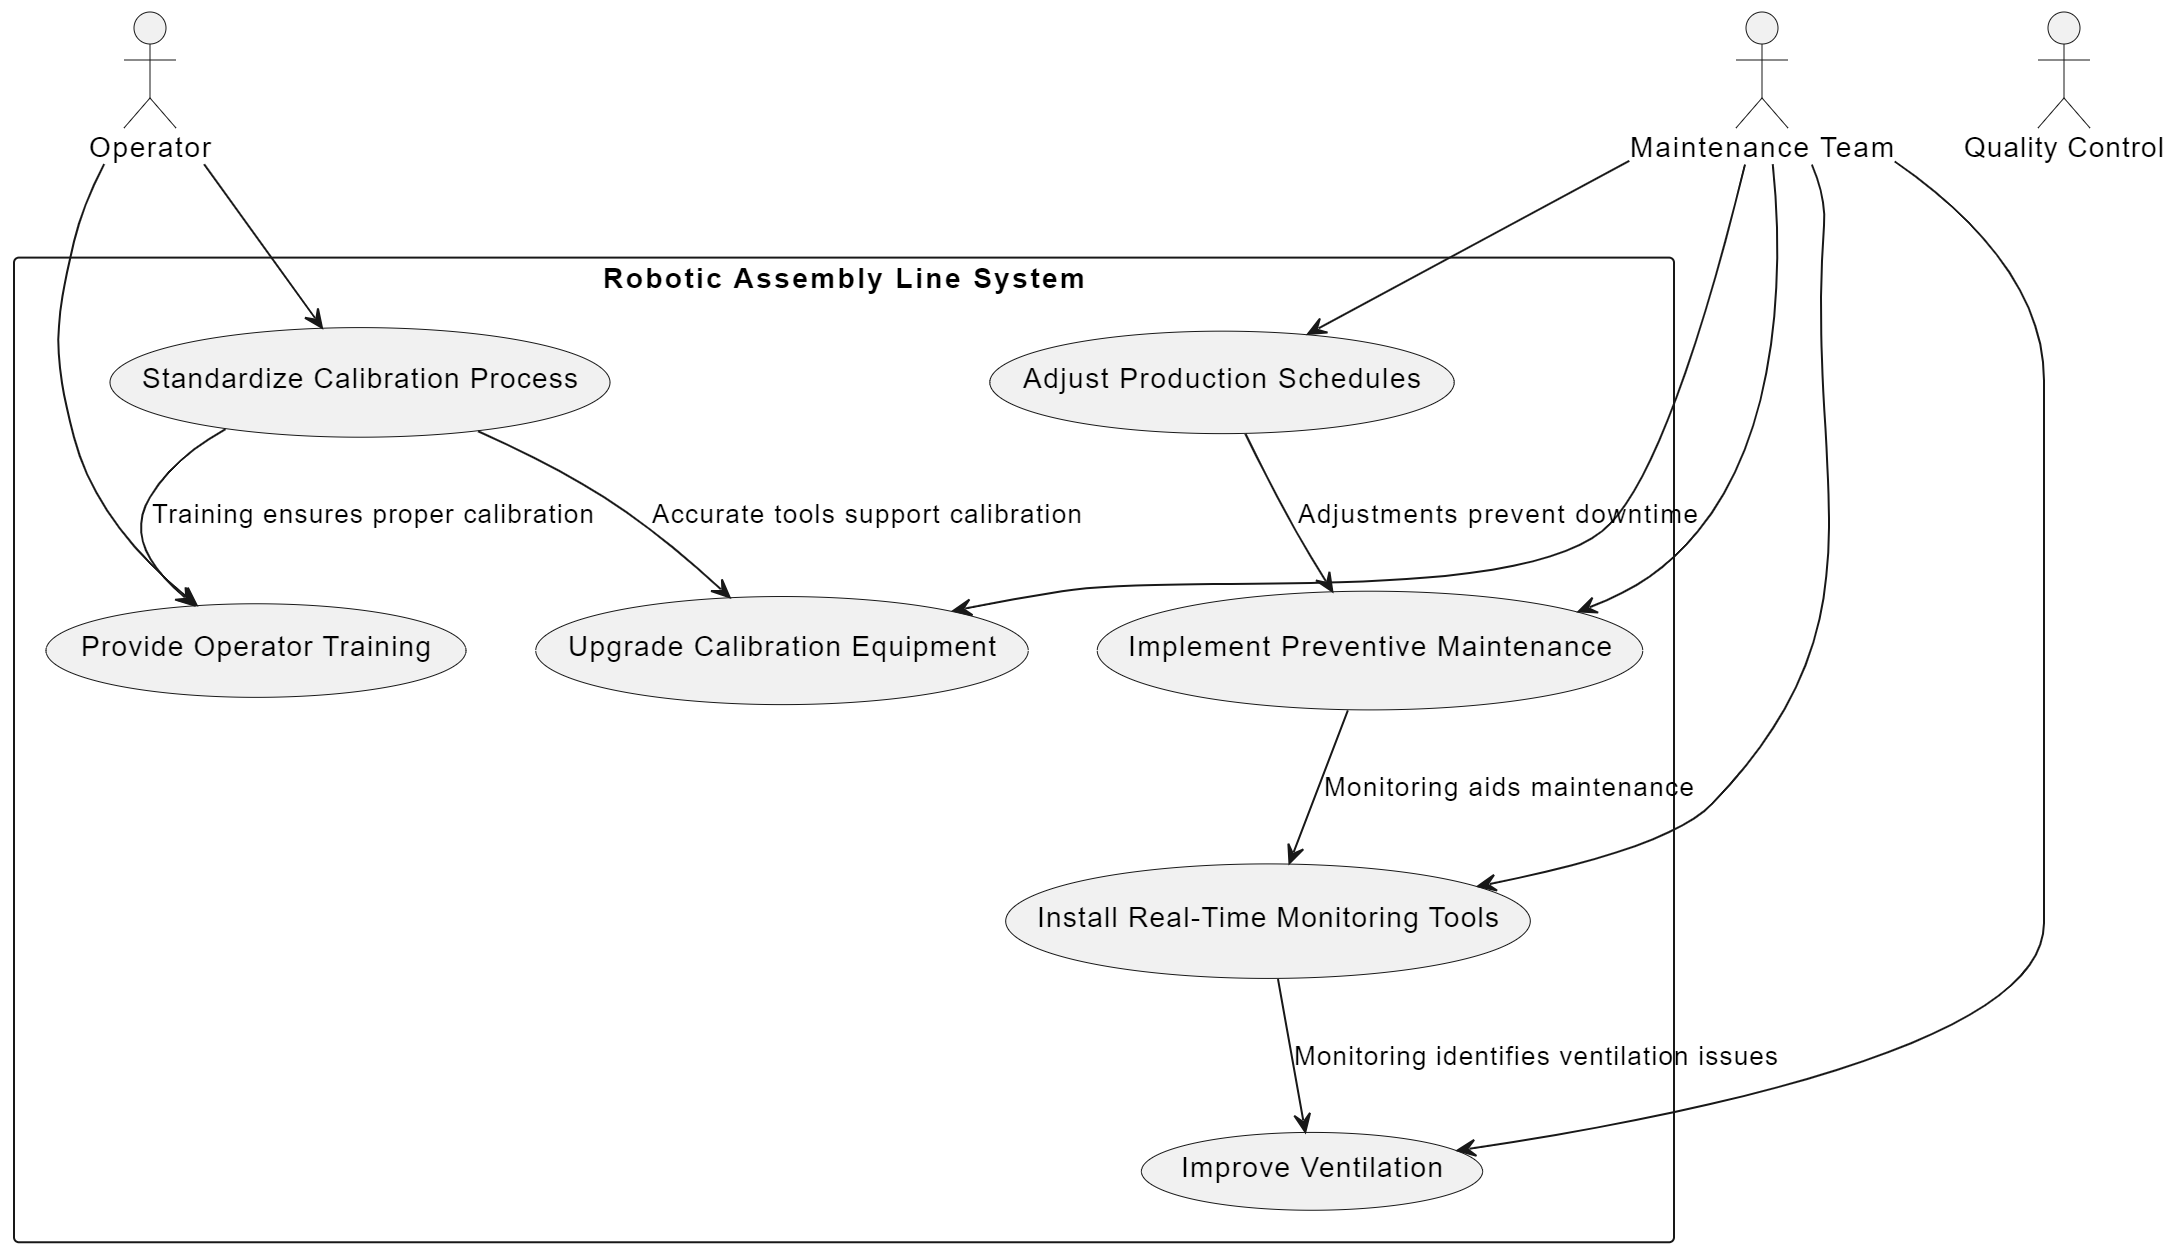 Operator
Maintenance Team
Quality Control
Robotic Assembly Line System
Standardize Calibration Process
Adjust Production Schedules
Training ensures proper calibration
Accurate tools support calibration
Adjustments prevent downtime
Provide Operator Training
Upgrade Calibration Equipment
Implement Preventive Maintenance
Monitoring aids maintenance
Install Real-Time Monitoring Tools
Monitoring identifies ventilation issues
Improve Ventilation